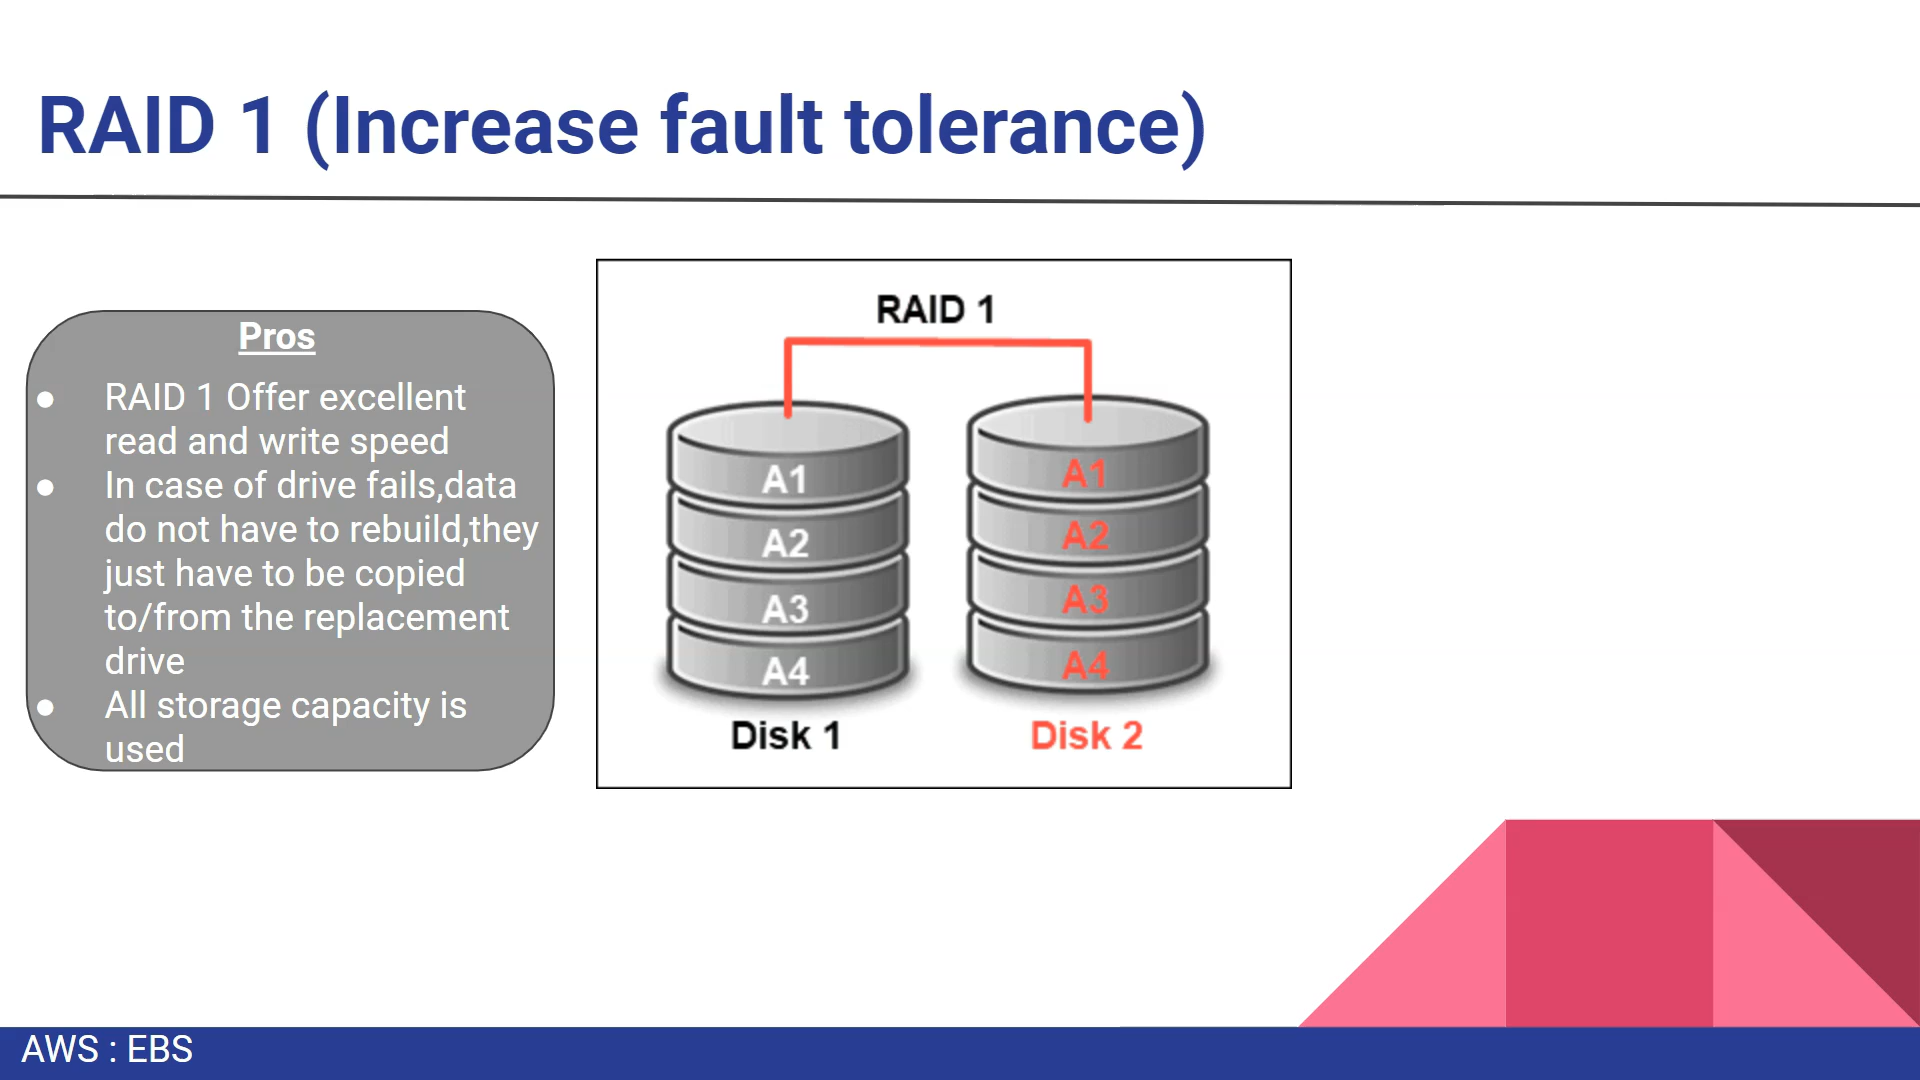 RAID 1 (Increase fault tolerance)
Pros
● RAID 1 Offer excellent
read and write speed
● In case of drive fails,data
do not have to rebuild,they
just have to be copied
to/from the replacement
drive
● All storage capacity is
used
RAID 1
A1
A2
A3
A4
Disk 1
A1
A2
A3
A4
Disk 2
AWS : EBS